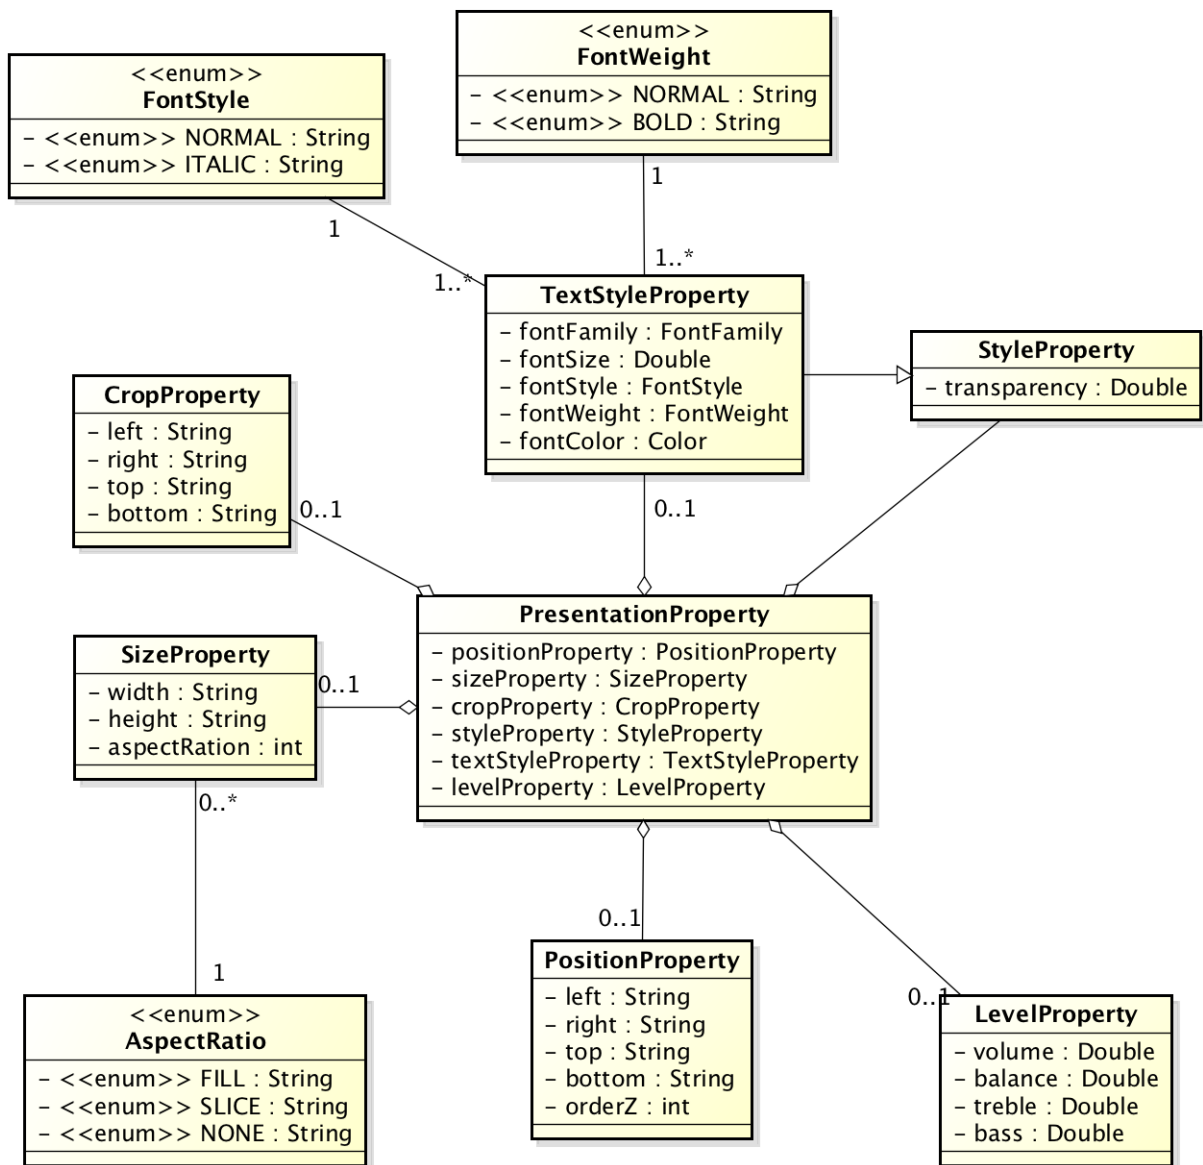 <<enum>>
FontStyle
- <<enum>> NORMAL : String
- <<enum>> ITALIC : String
<<enum>>
FontWeight
- <<enum>> NORMAL : String
- <<enum>> BOLD : String
1
1
1..*
1..*
TextStyleProperty
- fontFamily : FontFamily
- fontSize : Double
- fontStyle : FontStyle
- fontWeight : FontWeight
- fontColor : Color
StyleProperty
- transparency : Double
CropProperty
- left : String
- right : String
- top : String
- bottom : String
0..1
0..1
PresentationProperty
- positionProperty : PositionProperty
- sizeProperty : SizeProperty
- cropProperty : CropProperty
- styleProperty : StyleProperty
- textStyleProperty : TextStyleProperty
- levelProperty : LevelProperty
SizeProperty
- width : String
- height : String
- aspectRation : int
0..1
0..*
1
0..1
0..1
<<enum>>
AspectRatio
- <<enum>> FILL : String
- <<enum>> SLICE : String
- <<enum>> NONE : String
PositionProperty
- left : String
- right : String
- top : String
- bottom : String
- orderZ : int
LevelProperty
- volume : Double
- balance : Double
- treble : Double
- bass : Double